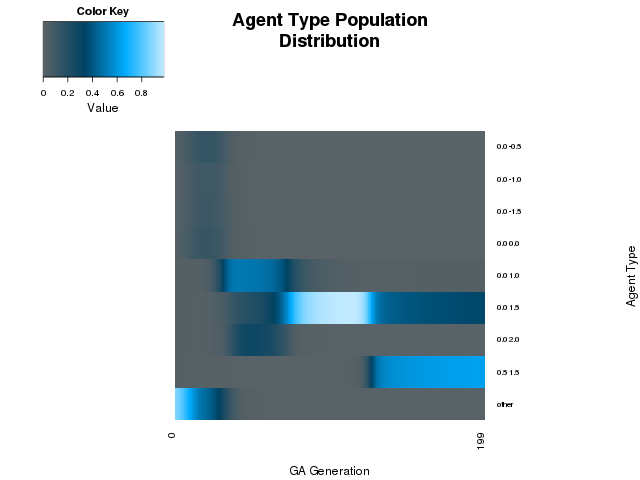 Color Key
Agent Type Population
Distribution
0 0.2 0.4 0.6 0.8
Value
0.0 -0.5
0.0 -1.0
0.0 -1.5
0.0 0.0
0.0 1.0
0.0 1.5
0.0 2.0
0.5 1.5
other
Agent Type
0
199
GA Generation